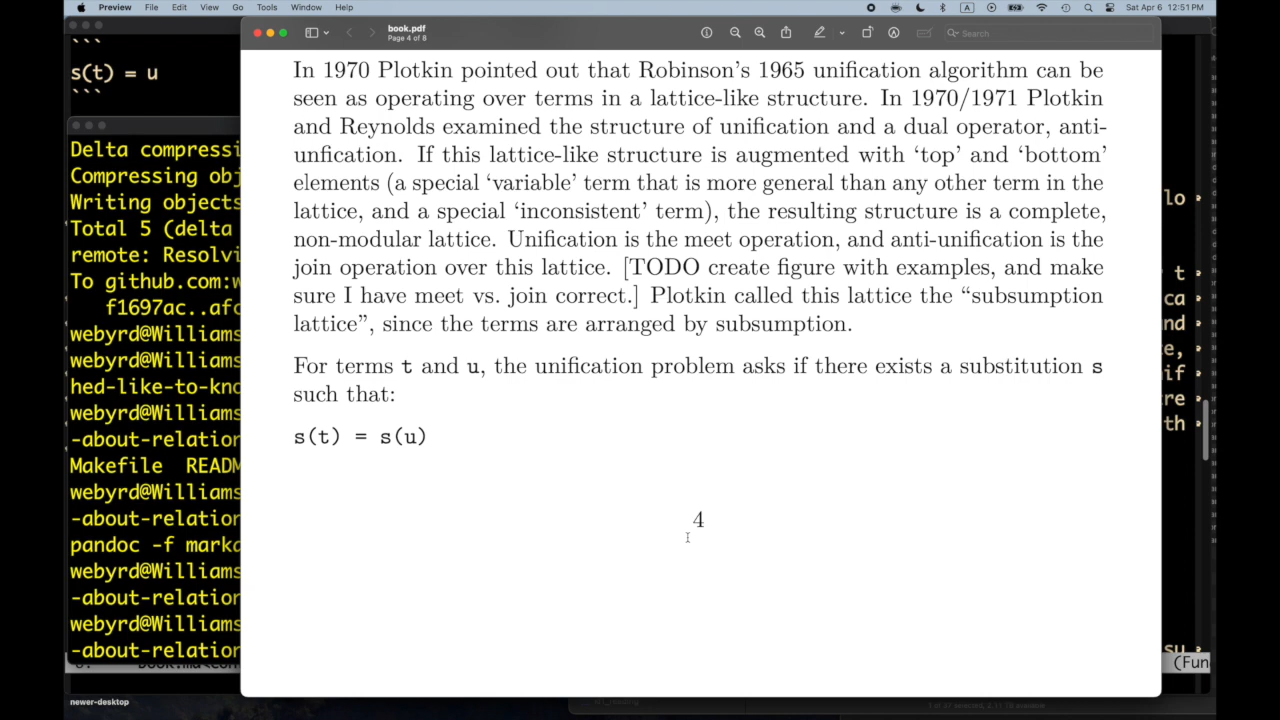 Preview File Edit View Go Tools Window Help
A
Sat Apr 6 12:51 PM
```
s(t) = u
```
book.pdf
Page 4 of 8
Search
Delta compressi
Compressing obj
Writing objects
Total 5 (delta
remote: Resolvi
To github.com:w
f1697ac..afc
webyrd@Williams
webyrd@Williams
hed-like-to-kno
webyrd@Williams
-about-relation
Makefile READM
webyrd@Williams
-about-relation
pandoc -f marka
webyrd@Williams
-about-relation
webyrd@Williams
-about-relation
In 1970 Plotkin pointed out that Robinson's 1965 unification algorithm can be
seen as operating over terms in a lattice-like structure. In 1970/1971 Plotkin
and Reynolds examined the structure of unification and a dual operator, anti-
unfication. If this lattice-like structure is augmented with ‘top’ and ‘bottom’
elements (a special ‘variable’ term that is more general than any other term in the
lattice, and a special ‘inconsistent’ term), the resulting structure is a complete,
non-modular lattice. Unification is the meet operation, and anti-unification is the
join operation over this lattice. [TODO create figure with examples, and make
sure I have meet vs. join correct.] Plotkin called this lattice the “subsumption
lattice”, since the terms are arranged by subsumption.
For terms t and u, the unification problem asks if there exists a substitution s
such that:
s(t) = s(u)
4
lo
t
ca
nd
e,
if
cre
th
su
(Fun
newer-desktop